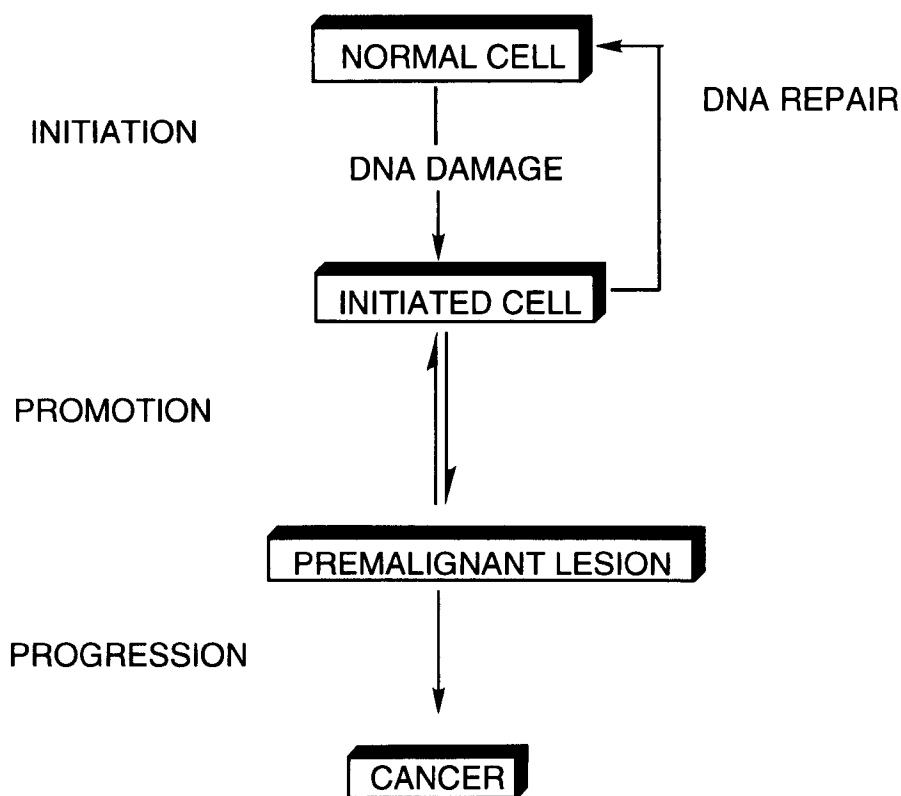 NORMAL CELL
DNA REPAIR
INITIATION
DNA DAMAGE
INITIATED CELL
PROMOTION
PREMALIGNANT LESION
PROGRESSION
CANCER